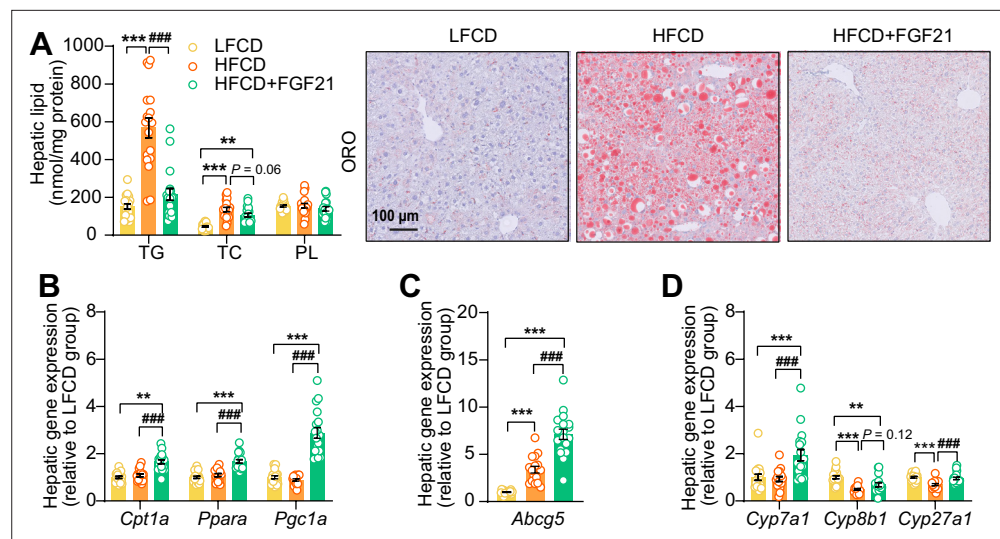 A
Hepatic lipid
(nmol/mg protein)
1000
800
600
400
200
0
*** ###
LFCD
HFCD
HFCD+FGF21
**
*** P = 0.06
TG TC PL
LFCD HFCD HFCD+FGF21
ORO
100 µm
B
Hepatic gene expression
(relative to LFCD group)
8
6
4
2
0
**
###
***
###
***
###
Cpt1a Ppara Pgc1a
C
Hepatic gene expression
(relative to LFCD group)
20
15
10
5
0
***
###
***
Abcg5
D
Hepatic gene expression
(relative to LFCD group)
8
6
4
2
0
***
###
**
*** P = 0.12
*** ###
Cyp7a1 Cyp8b1 Cyp27a1